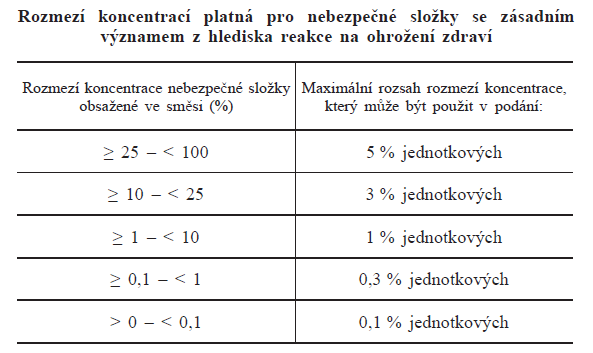 Rozmezí koncentrací platná pro nebezpečné složky se zásadním
významem z hlediska reakce na ohrožení zdraví
Rozmezí koncentrace nebezpečné složky
obsažené ve směsi (%)
Maximální rozsah rozmezí koncentrace,
který může být použit v podání:
≥ 25 – < 100
5 % jednotkových
≥ 10 – < 25
3 % jednotkových
≥ 1 – < 10
1 % jednotkových
≥ 0,1 – < 1
0,3 % jednotkových
> 0 – < 0,1
0,1 % jednotkových